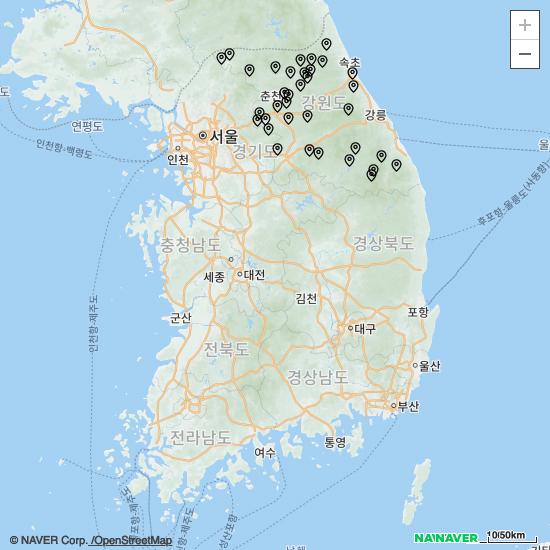 +
−
속초
춘천
강원도
강릉
연평도
서울
인천
경기도
인천항-백령도
울
후포항-울릉도(사동항)
충청남도
경상북도
세종
대전
김천
인천항-제주도
군산
포항
전북도
대구
울산
경상남도
부산
전라남도
통영
여수
© NAVER Corp. /OpenStreetMap
NAVER
10/50km